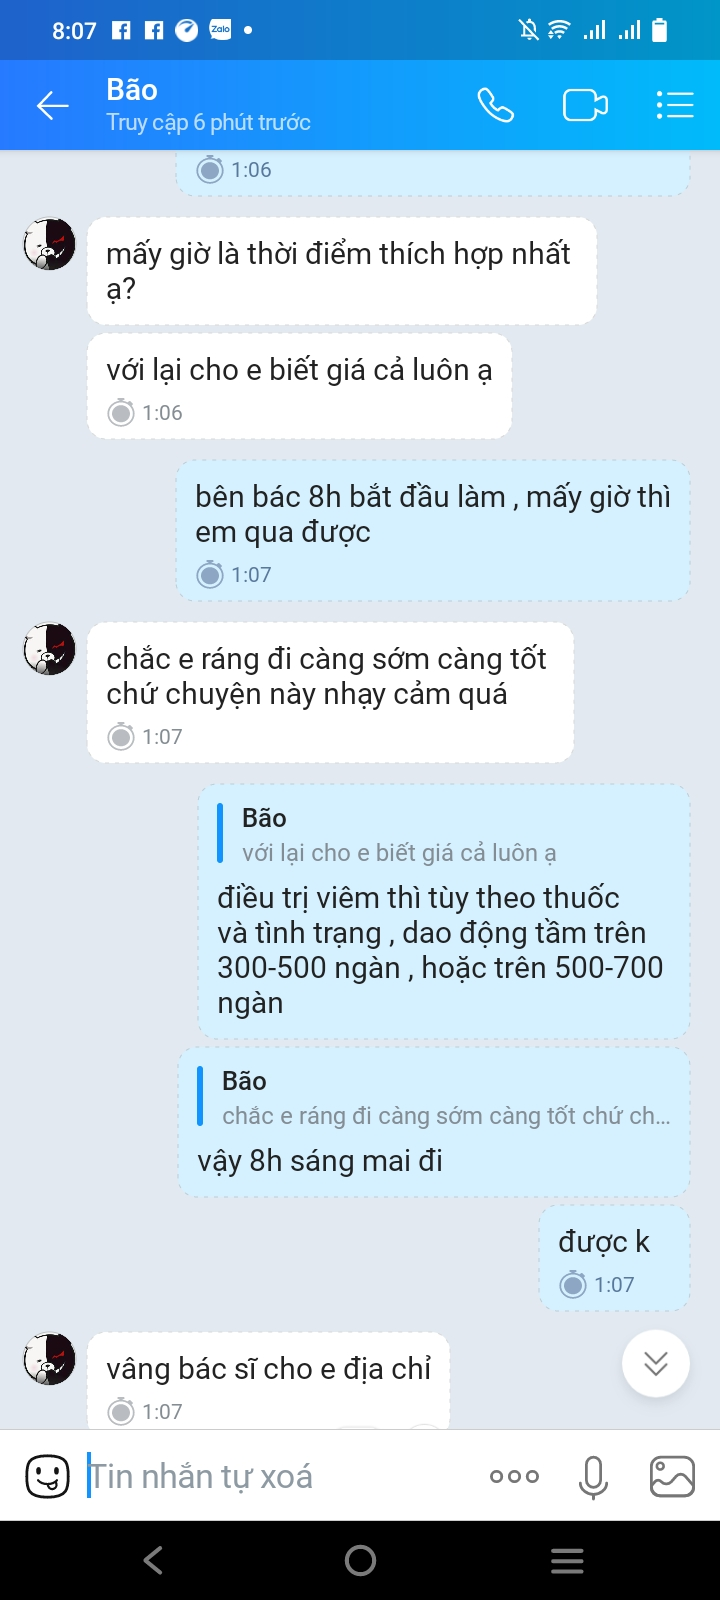 8:07
Zalo
Bão
Truy cập 6 phút trước
1:06
mấy giờ là thời điểm thích hợp nhất
ạ?
với lại cho e biết giá cả luôn ạ
1:06
bên bác 8h bắt đầu làm , mấy giờ thì
em qua được
1:07
chắc e ráng đi càng sớm càng tốt
chứ chuyện này nhạy cảm quá
1:07
Bão
với lại cho e biết giá cả luôn ạ
điều trị viêm thì tùy theo thuốc
và tình trạng , dao động tầm trên
300-500 ngàn , hoặc trên 500-700
ngàn
Bão
chắc e ráng đi càng sớm càng tốt chứ ch...
vậy 8h sáng mai đi
được k
1:07
vâng bác sĩ cho e địa chỉ
1:07
Tin nhắn tự xoá